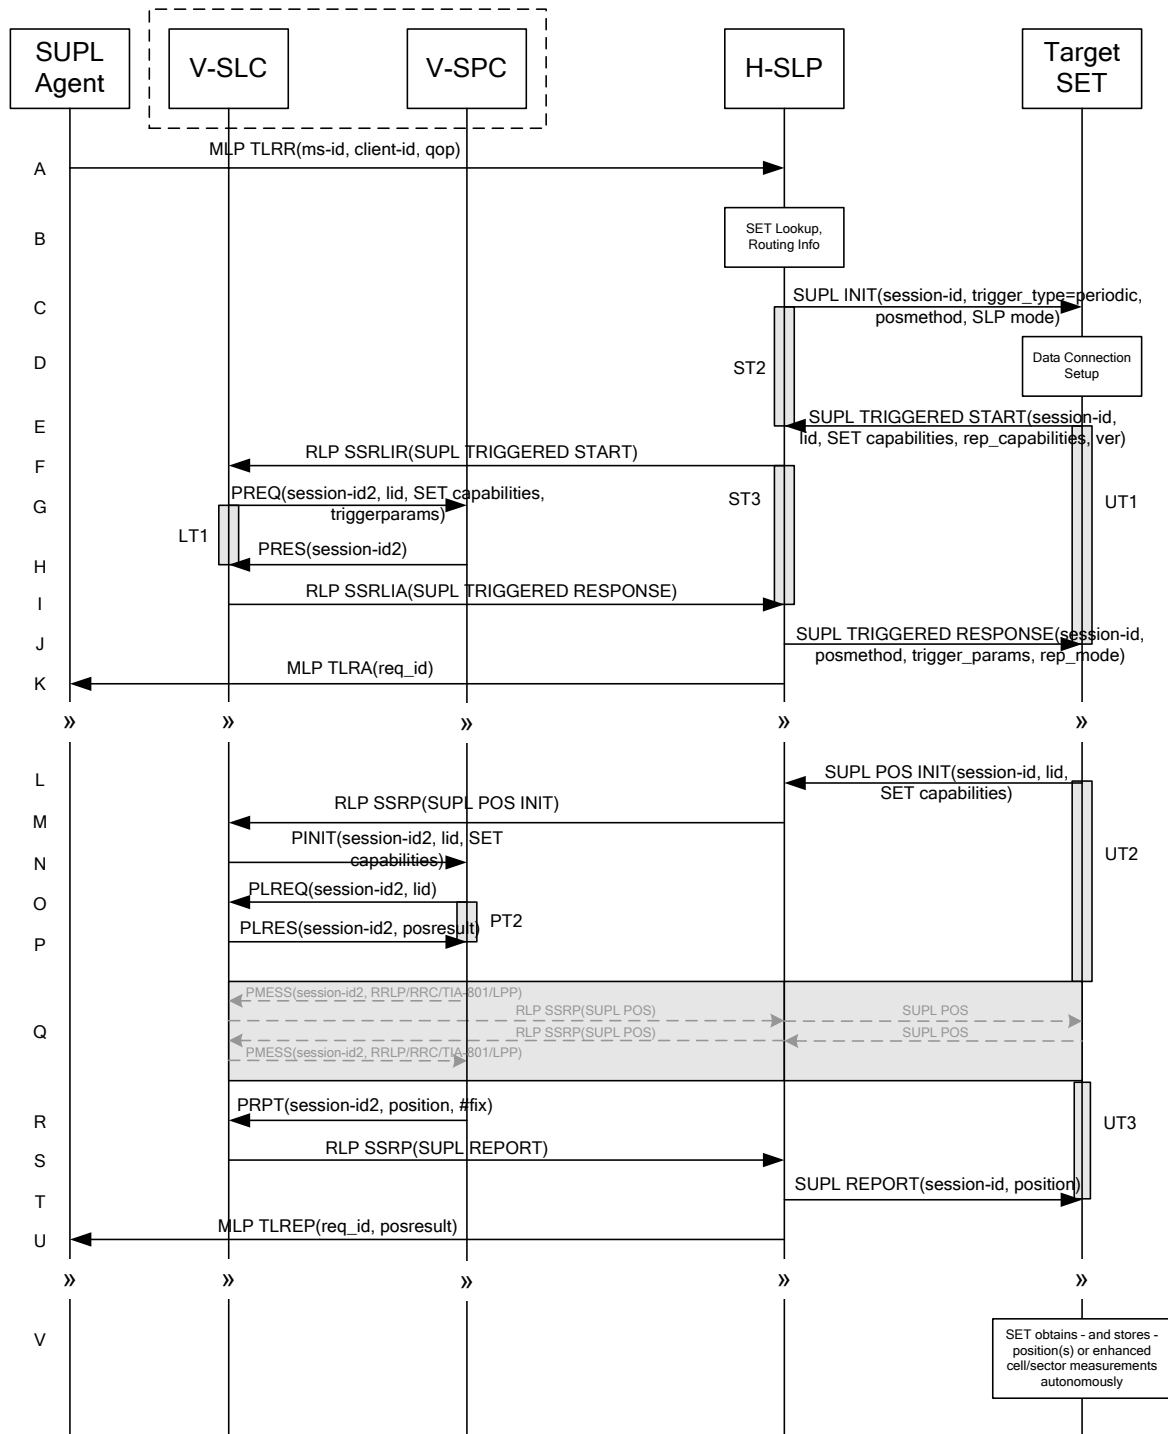 SUPL
Agent
V-SLC
V-SPC
H-SLP
Target
SET
A
MLP TLRR(ms-id, client-id, qop)
B
SET Lookup,
Routing Info
C
SUPL INIT(session-id, trigger_type=periodic,
posmethod, SLP mode)
D
ST2
Data Connection
Setup
E
SUPL TRIGGERED START(session-id,
lid, SET capabilities, rep_capabilities, ver)
F
RLP SSRLIR(SUPL TRIGGERED START)
G
PREQ(session-id2, lid, SET capabilities,
triggerparams)
ST3
UT1
LT1
H
PRES(session-id2)
I
RLP SSRLIA(SUPL TRIGGERED RESPONSE)
J
SUPL TRIGGERED RESPONSE(session-id,
posmethod, trigger_params, rep_mode)
K
MLP TLRA(req_id)
» » » » »
L
SUPL POS INIT(session-id, lid,
SET capabilities)
M
RLP SSRP(SUPL POS INIT)
N
PINIT(session-id2, lid, SET
capabilities)
UT2
O
PLREQ(session-id2, lid)
PT2
P
PLRES(session-id2, posresult)
PMESS(session-id2, RRLP/RRC/TIA-801/LPP)
RLP SSRP(SUPL POS)
SUPL POS
Q
RLP SSRP(SUPL POS)
SUPL POS
PMESS(session-id2, RRLP/RRC/TIA-801/LPP)
R
PRPT(session-id2, position, #fix)
UT3
S
RLP SSRP(SUPL REPORT)
T
SUPL REPORT(session-id, position)
U
MLP TLREP(req_id, posresult)
» » » » »
V
SET obtains - and stores -
position(s) or enhanced
cell/sector measurements
autonomously